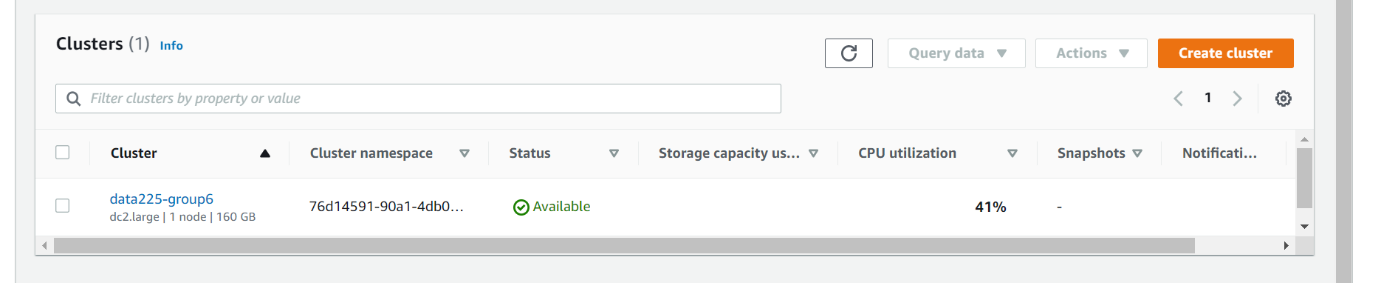 Clusters (1) Info
Query data
Actions
Create cluster
Filter clusters by property or value
1
Cluster Cluster namespace Status Storage capacity us... CPU utilization Snapshots Notificati...
data225-group6 76d14591-90a1-4db0... Available 41% -
dc2.large | 1 node | 160 GB